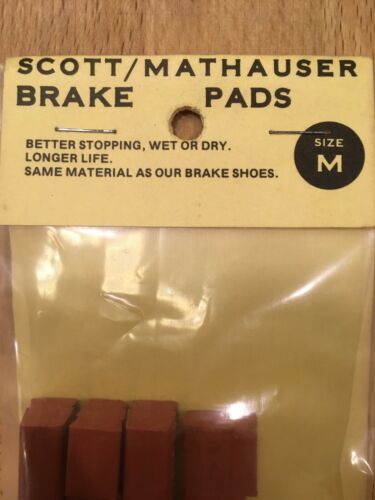 SCOTT/MATHAUSER
BRAKE PADS
BETTER STOPPING, WET OR DRY.
LONGER LIFE.
SAME MATERIAL AS OUR BRAKE SHOES.
SIZE
M